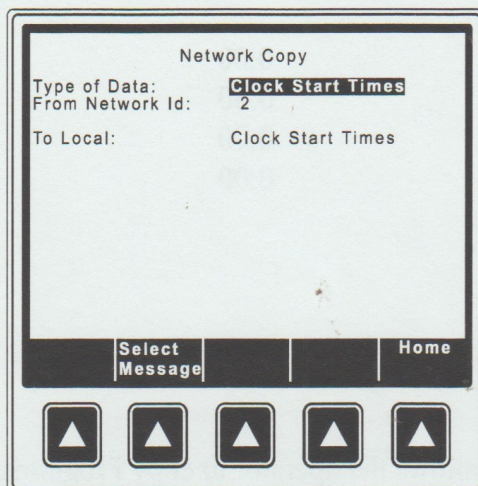 Network Copy
Type of Data: Clock Start Times
From Network Id: 2
To Local: Clock Start Times
Select Message
Home